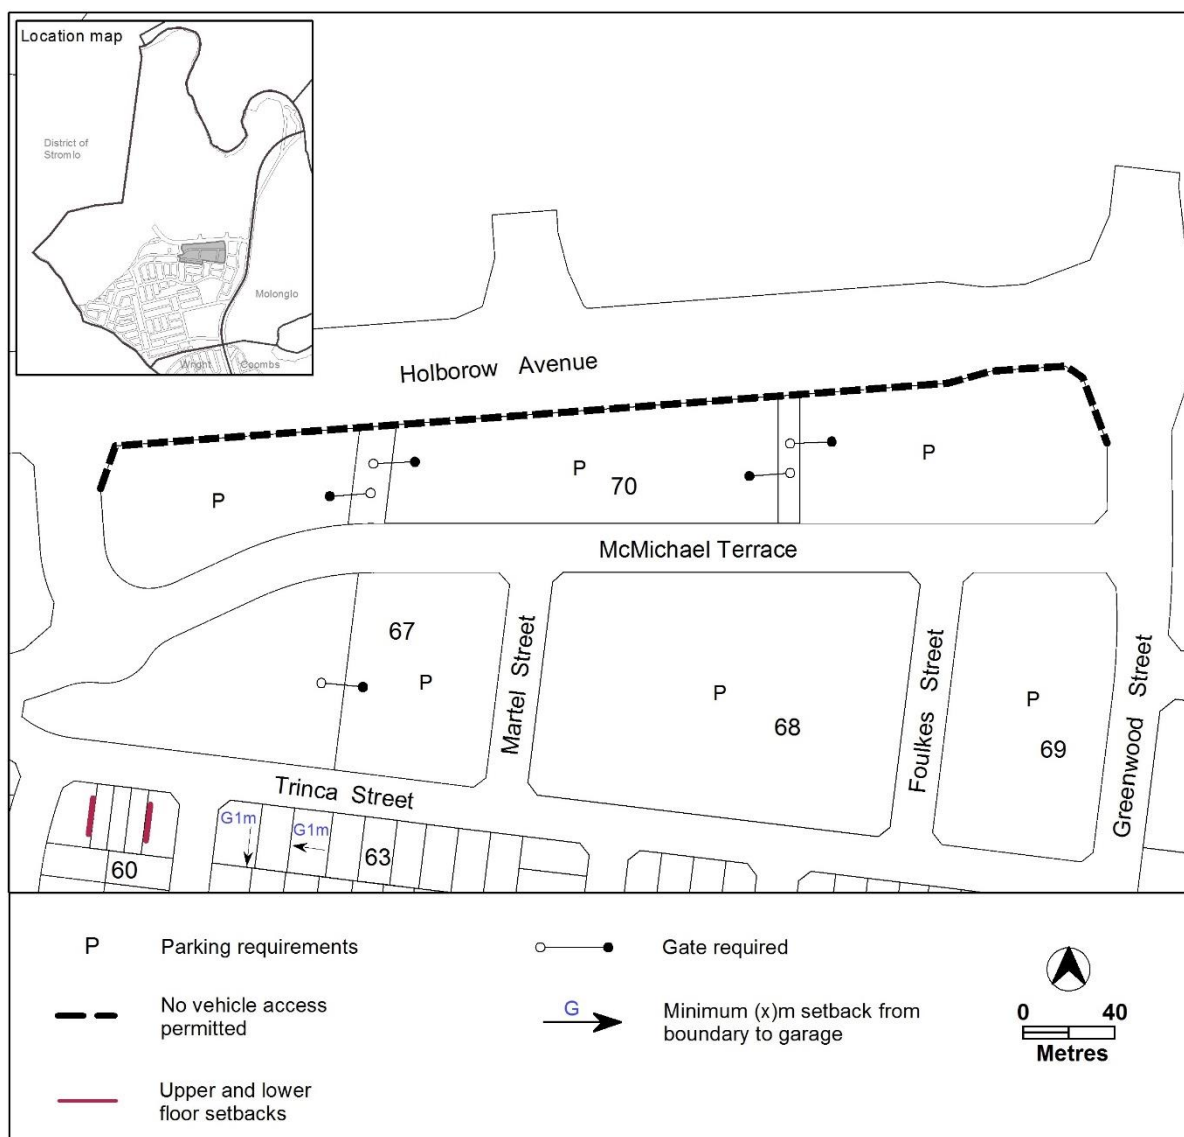 Location map
District of
Stromlo
Molonglo
Wright
Coombs
Holborow Avenue
P
P
P
70
McMichael Terrace
67
P
Martel Street
P
68
Foulkes Street
P
69
Greenwood Street
Trinca Street
60
G1m
G1m
63
P Parking requirements
Gate required
No vehicle access
permitted
G
Minimum (x)m setback from
boundary to garage
Upper and lower
floor setbacks
0 40
Metres